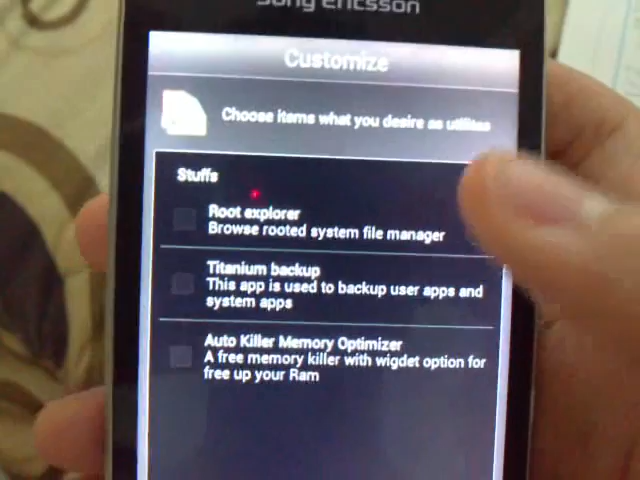 Sony Ericsson
Customize
Choose items what you desire as utilites
Stuffs
Root explorer
Browse rooted system file manager
Titanium backup
This app is used to backup user apps and
system apps
Auto Killer Memory Optimizer
A free memory killer with wigdet option for
free up your Ram